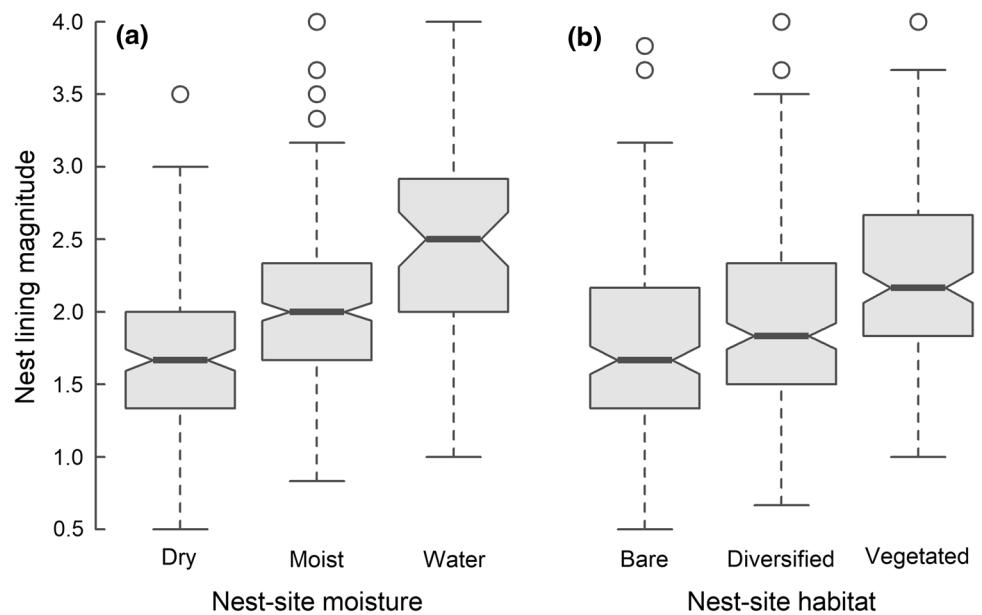 (a)
(b)
Nest lining magnitude
4.0
3.5
3.0
2.5
2.0
1.5
1.0
0.5
Dry Moist Water
Nest-site moisture
Bare Diversified Vegetated
Nest-site habitat